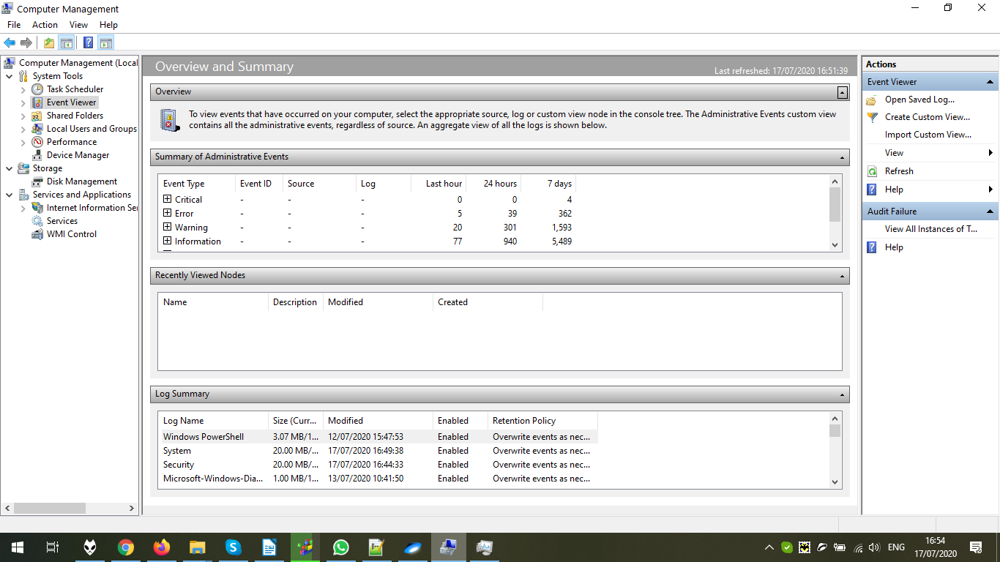 Computer Management
File Action View Help
Computer Management (Local
System Tools
Task Scheduler
Event Viewer
Shared Folders
Local Users and Groups
Performance
Device Manager
Storage
Disk Management
Services and Applications
Internet Information Se
Services
WMI Control
Overview and Summary
Last refreshed: 17/07/2020 16:51:39
Overview
To view events that have occurred on your computer, select the appropriate source, log or custom view node in the console tree. The Administrative Events custom view
contains all the administrative events, regardless of source. An aggregate view of all the logs is shown below.
Summary of Administrative Events
Event Type Event ID Source Log Last hour 24 hours 7 days
Critical - - - 0 0 4
Error - - - 5 39 362
Warning - - - 20 301 1,593
Information - - - 77 940 5,489
Recently Viewed Nodes
Name Description Modified Created
Log Summary
Log Name Size (Curr... Modified Enabled Retention Policy
Windows PowerShell 3.07 MB/1... 12/07/2020 15:47:53 Enabled Overwrite events as nec...
System 20.00 MB/... 17/07/2020 16:49:38 Enabled Overwrite events as nec...
Security 20.00 MB/... 17/07/2020 16:44:33 Enabled Overwrite events as nec...
Microsoft-Windows-Dia... 1.00 MB/1... 13/07/2020 10:41:50 Enabled Overwrite events as nec...
Actions
Event Viewer
Open Saved Log...
Create Custom View...
Import Custom View...
View
Refresh
Help
Audit Failure
View All Instances of T...
Help
ENG
16:54
17/07/2020